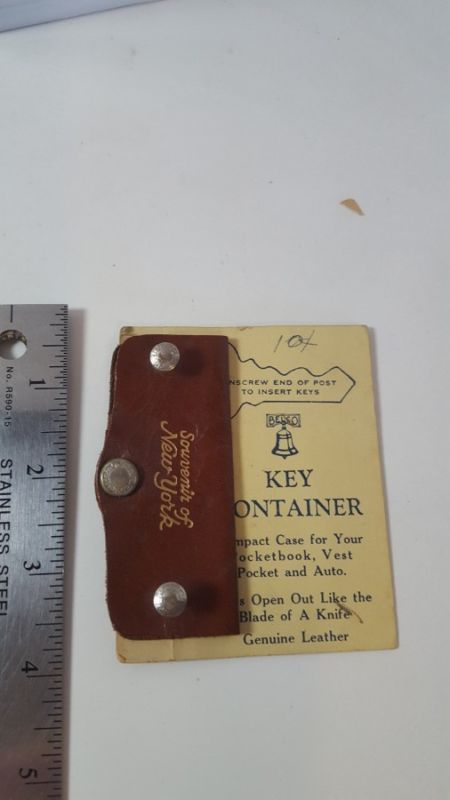 10¢
NSCREW END OF POST
TO INSERT KEYS
BELSO
KEY
ONTAINER
mpact Case for Your
ocketbook, Vest
Pocket and Auto.
s Open Out Like the
Blade of A Knife
Genuine Leather
Souvenir of
New York
No. R590-15
STAINLESS STEEL
1
2
3
4
5